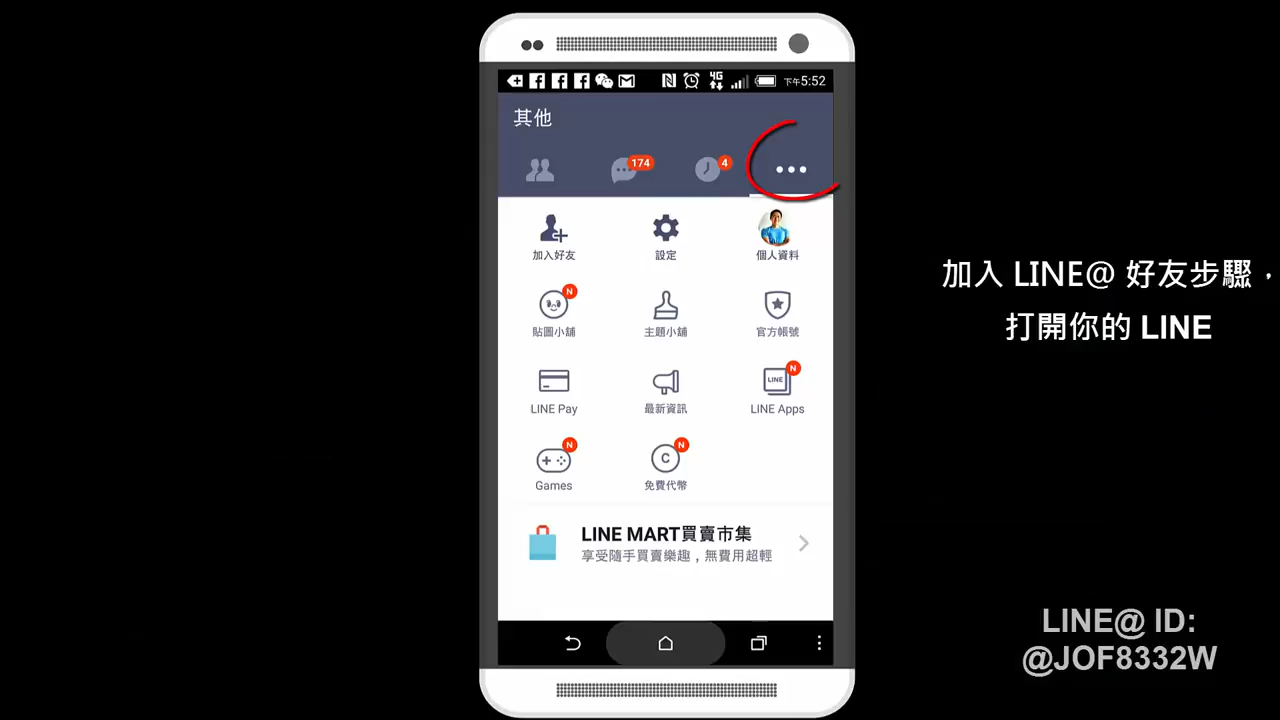 下午5:52
其他
174
4
加入好友
設定
個人資料
N
貼圖小舖
主題小舖
官方帳號
N
LINE
LINE Pay
最新資訊
LINE Apps
N
N
C
Games
免費代幣
LINE MART買賣市集
享受隨手買賣樂趣，無費用超輕
加入 LINE@ 好友步驟，
打開你的 LINE
LINE@ ID:
@JOF8332W